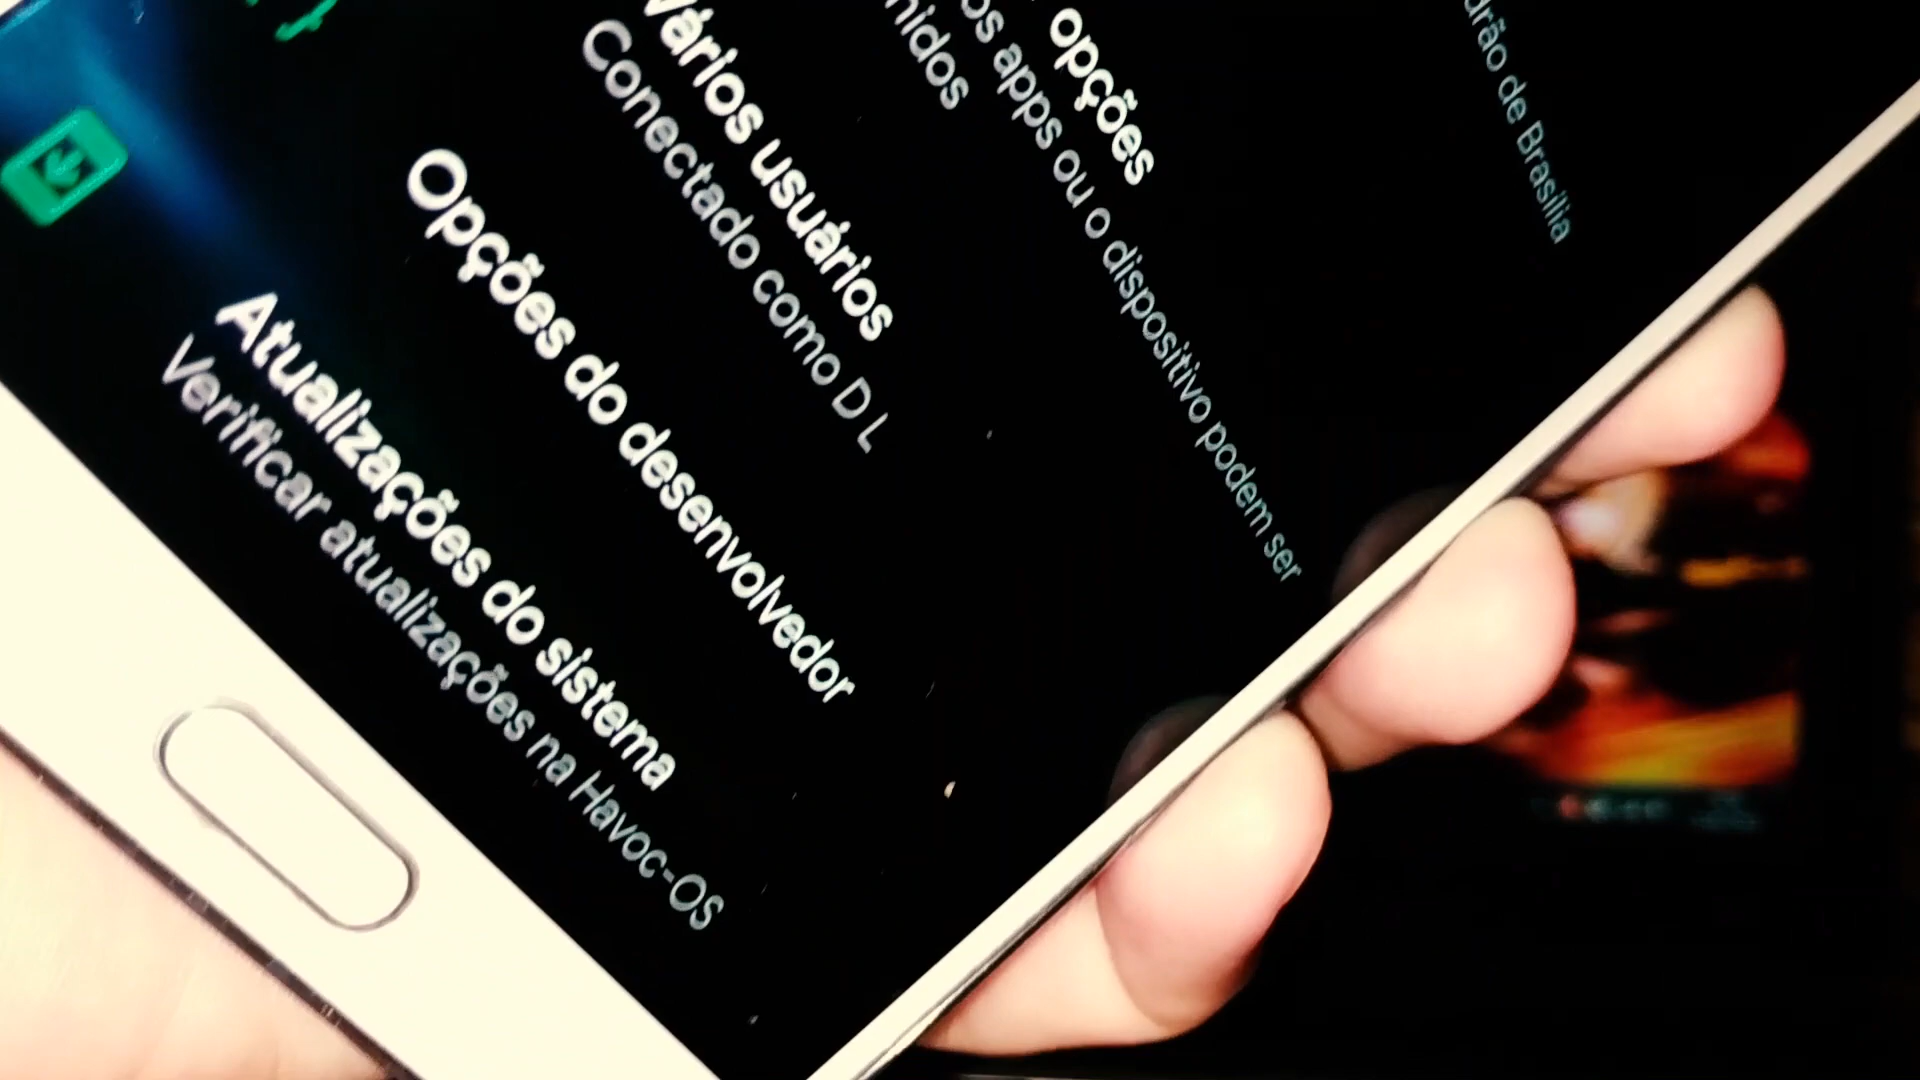 drão de Brasília
opções
os apps ou o dispositivo podem ser
nidos
Vários usuários
Conectado como D L
Opções do desenvolvedor
Atualizações do sistema
Verificar atualizações na Havoc-OS